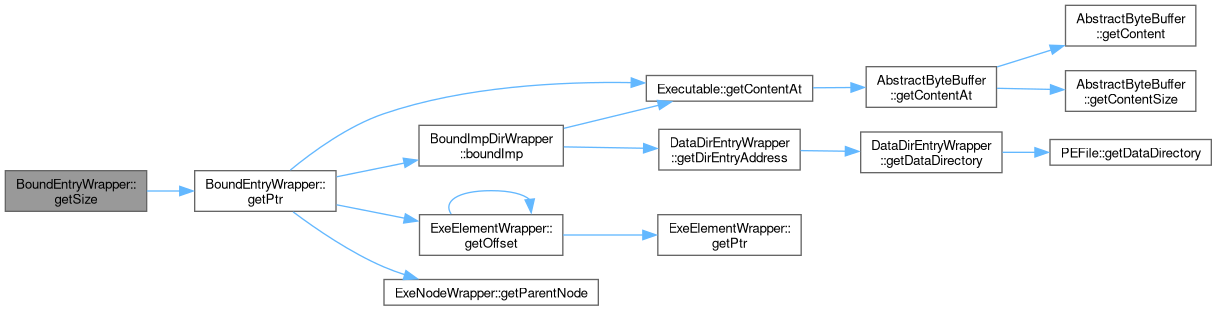 BoundEntryWrapper::
getSize
BoundEntryWrapper::
getPtr
Executable::getContentAt
AbstractByteBuffer
::getContentAt
AbstractByteBuffer
::getContent
AbstractByteBuffer
::getContentSize
BoundImpDirWrapper
::boundImp
DataDirEntryWrapper
::getDirEntryAddress
DataDirEntryWrapper
::getDataDirectory
PEFile::getDataDirectory
ExeElementWrapper::
getOffset
ExeElementWrapper::
getPtr
ExeNodeWrapper::getParentNode